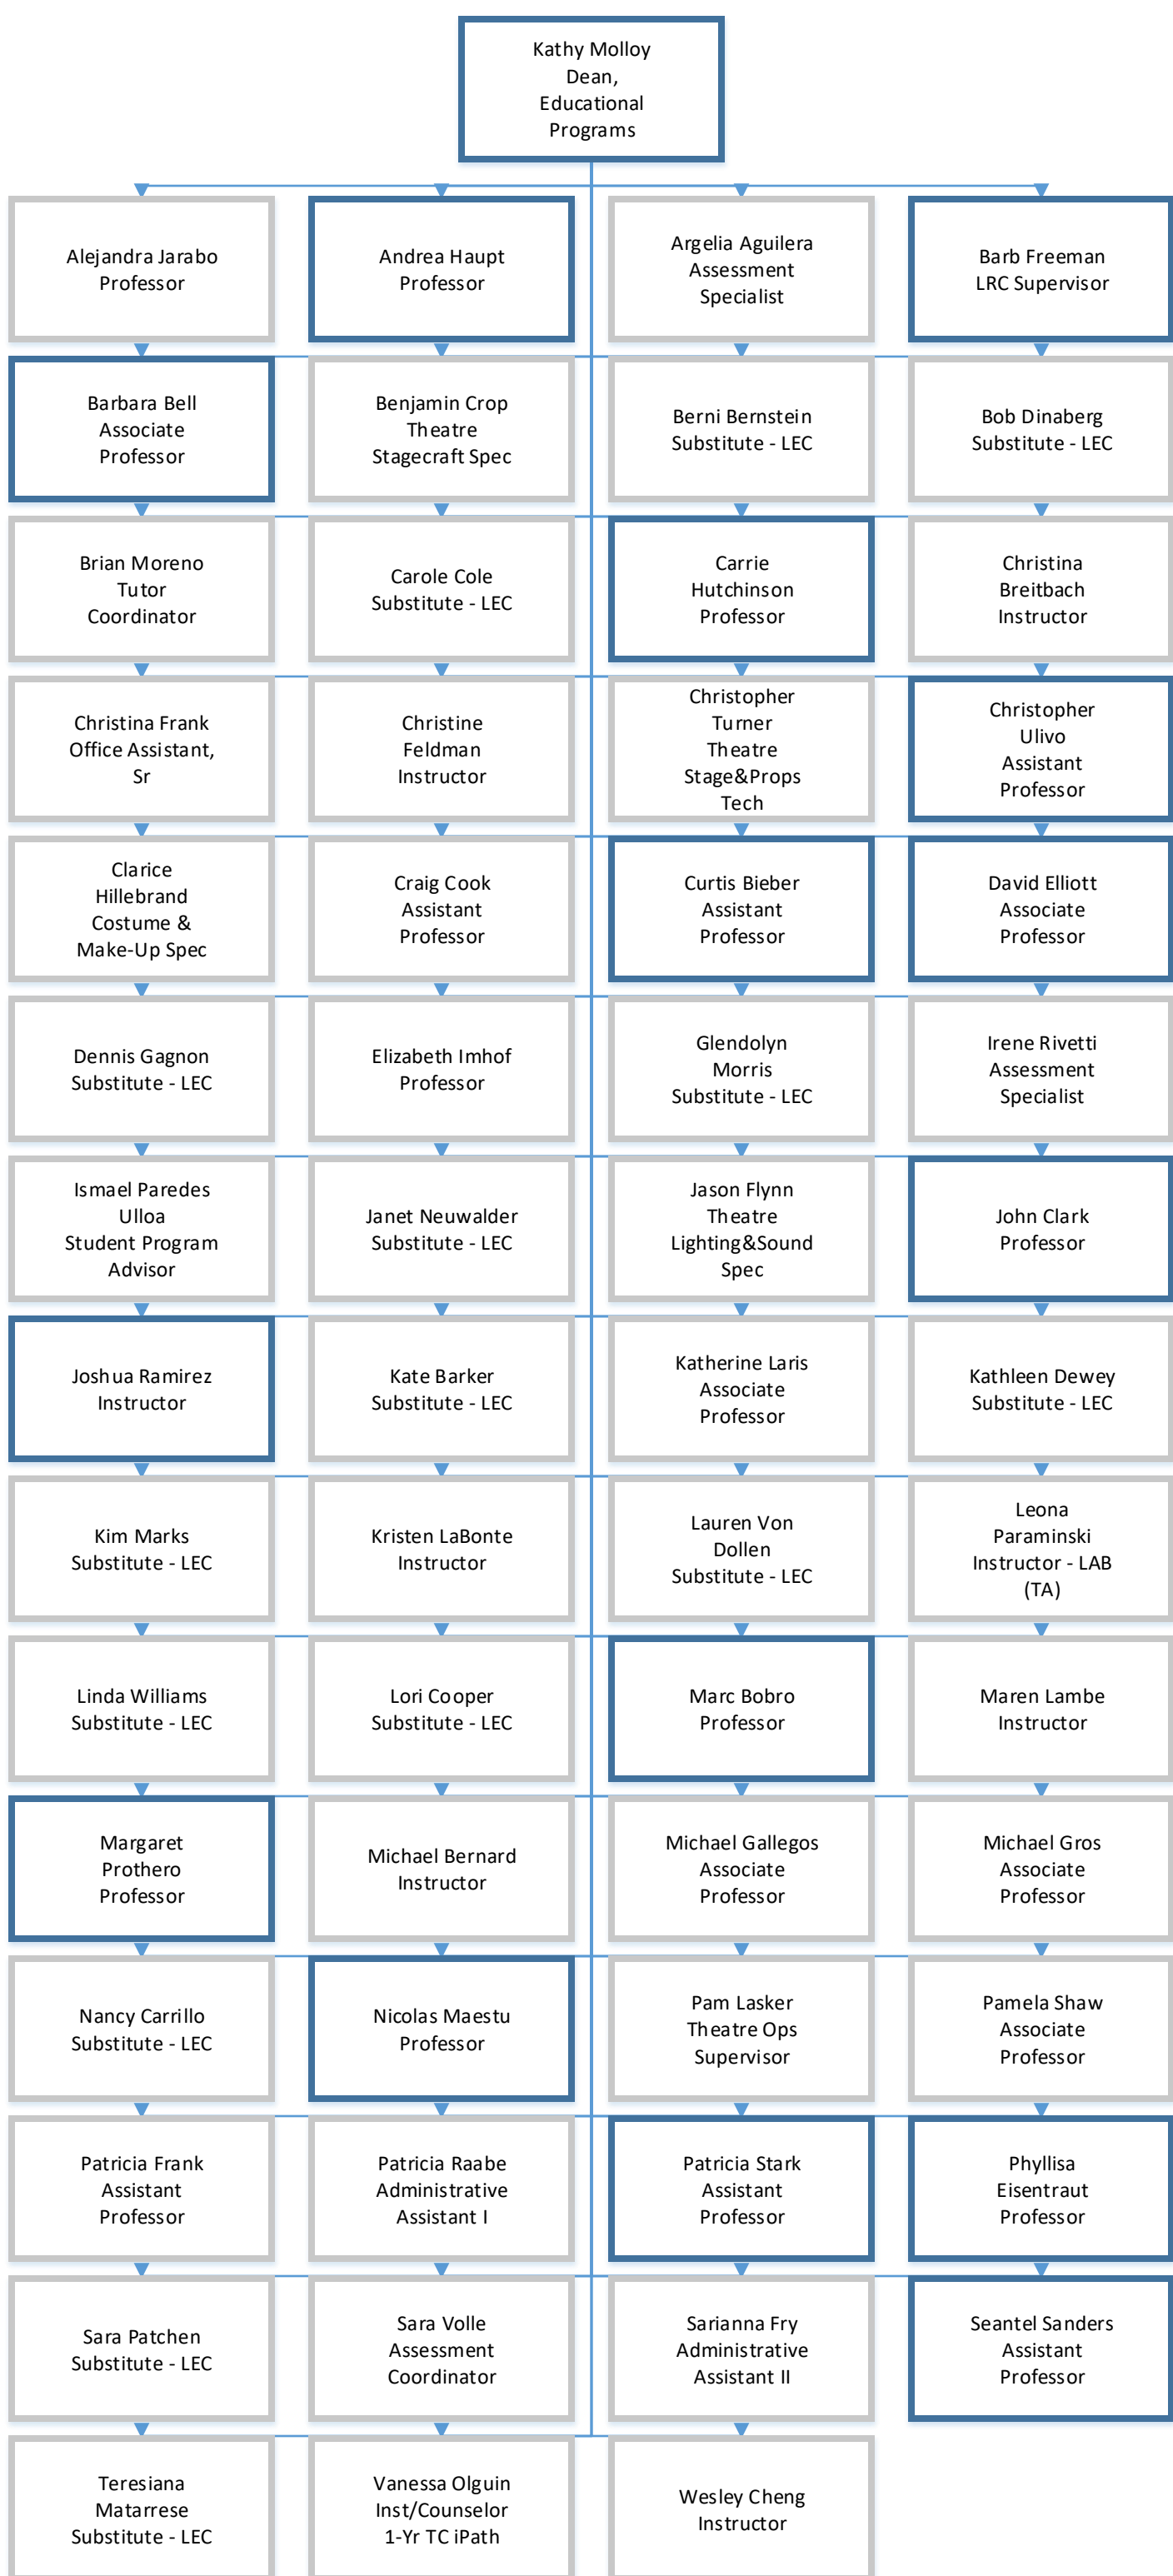 Kathy Molloy
Dean,
Educational
Programs
Alejandra Jarabo
Professor
Andrea Haupt
Professor
Argelia Aguilera
Assessment
Specialist
Barb Freeman
LRC Supervisor
Barbara Bell
Associate
Professor
Benjamin Crop
Theatre
Stagecraft Spec
Berni Bernstein
Substitute - LEC
Bob Dinaberg
Substitute - LEC
Brian Moreno
Tutor
Coordinator
Carole Cole
Substitute - LEC
Carrie
Hutchinson
Professor
Christina
Breitbach
Instructor
Christina Frank
Office Assistant,
Sr
Christine
Feldman
Instructor
Christopher
Turner
Theatre
Stage&Props
Tech
Christopher
Ulivo
Assistant
Professor
Clarice
Hillebrand
Costume &
Make-Up Spec
Craig Cook
Assistant
Professor
Curtis Bieber
Assistant
Professor
David Elliott
Associate
Professor
Dennis Gagnon
Substitute - LEC
Elizabeth Imhof
Professor
Glendolyn
Morris
Substitute - LEC
Irene Rivetti
Assessment
Specialist
Ismael Paredes
Ulloa
Student Program
Advisor
Janet Neuwalder
Substitute - LEC
Jason Flynn
Theatre
Lighting&Sound
Spec
John Clark
Professor
Joshua Ramirez
Instructor
Kate Barker
Substitute - LEC
Katherine Laris
Associate
Professor
Kathleen Dewey
Substitute - LEC
Kim Marks
Substitute - LEC
Kristen LaBonte
Instructor
Lauren Von
Dollen
Substitute - LEC
Leona
Paraminski
Instructor - LAB
(TA)
Linda Williams
Substitute - LEC
Lori Cooper
Substitute - LEC
Marc Bobro
Professor
Maren Lambe
Instructor
Margaret
Prothero
Professor
Michael Bernard
Instructor
Michael Gallegos
Associate
Professor
Michael Gros
Associate
Professor
Nancy Carrillo
Substitute - LEC
Nicolas Maestu
Professor
Pam Lasker
Theatre Ops
Supervisor
Pamela Shaw
Associate
Professor
Patricia Frank
Assistant
Professor
Patricia Raabe
Administrative
Assistant I
Patricia Stark
Assistant
Professor
Phyllisa
Eisentraut
Professor
Sara Patchen
Substitute - LEC
Sara Volle
Assessment
Coordinator
Sarianna Fry
Administrative
Assistant II
Seantel Sanders
Assistant
Professor
Teresiana
Matarrese
Substitute - LEC
Vanessa Olguin
Inst/Counselor
1-Yr TC iPath
Wesley Cheng
Instructor